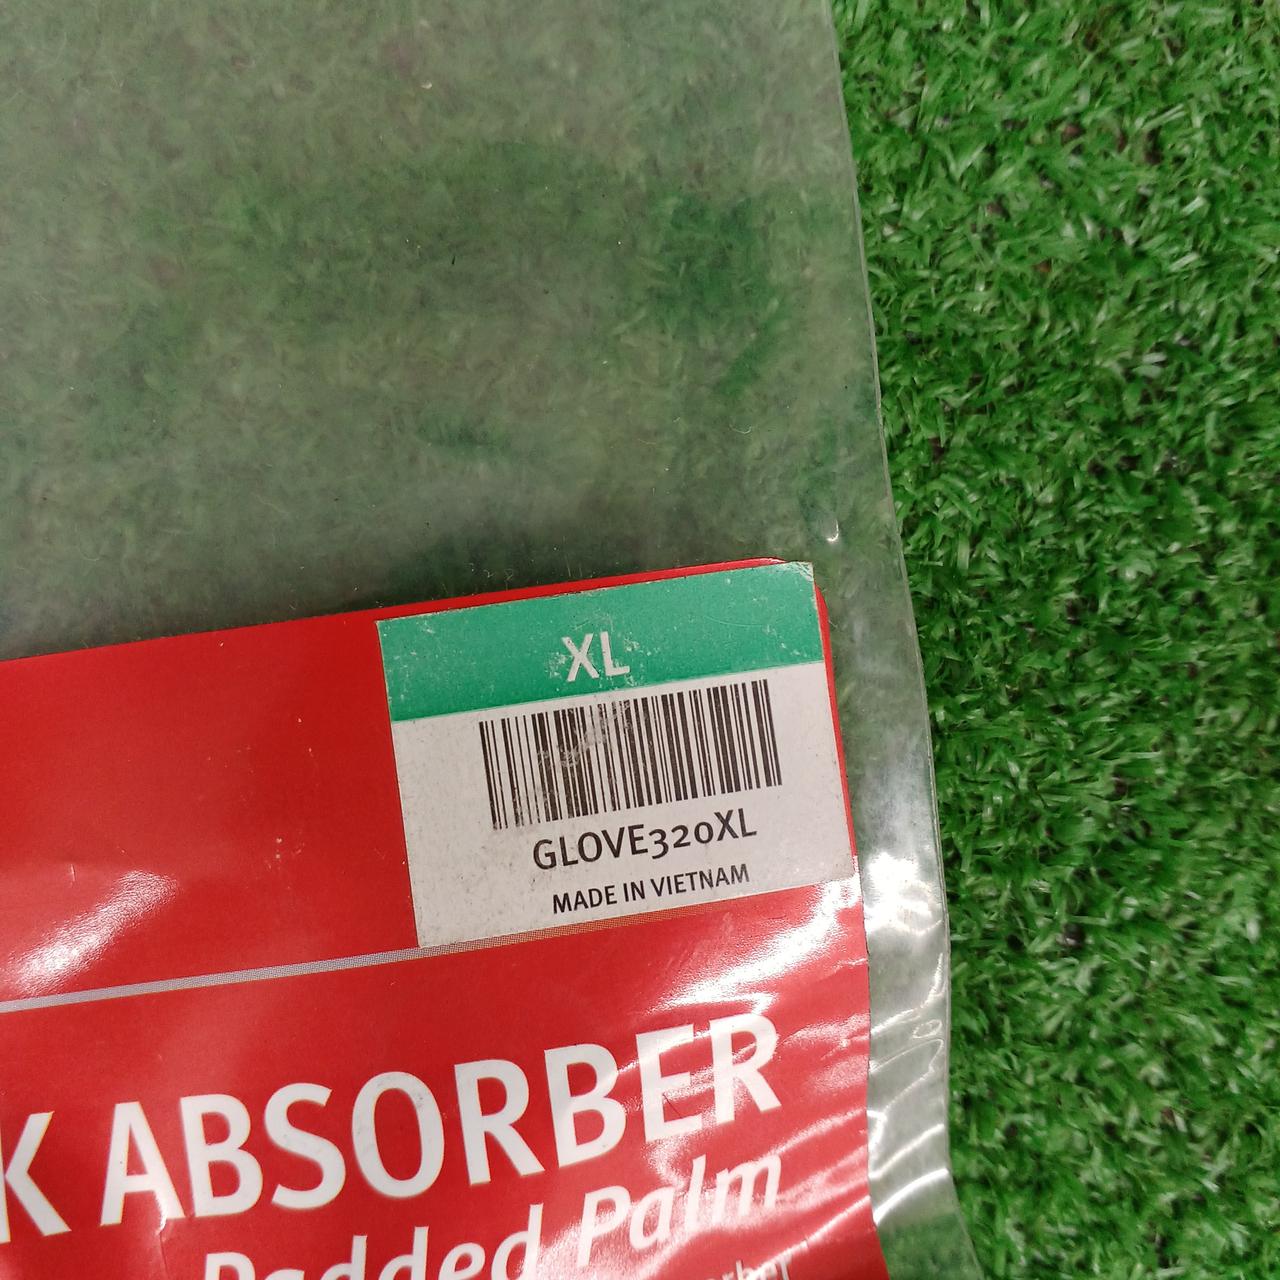 XL
GLOVE320XL
MADE IN VIETNAM
K ABSORBER
Padded Palm